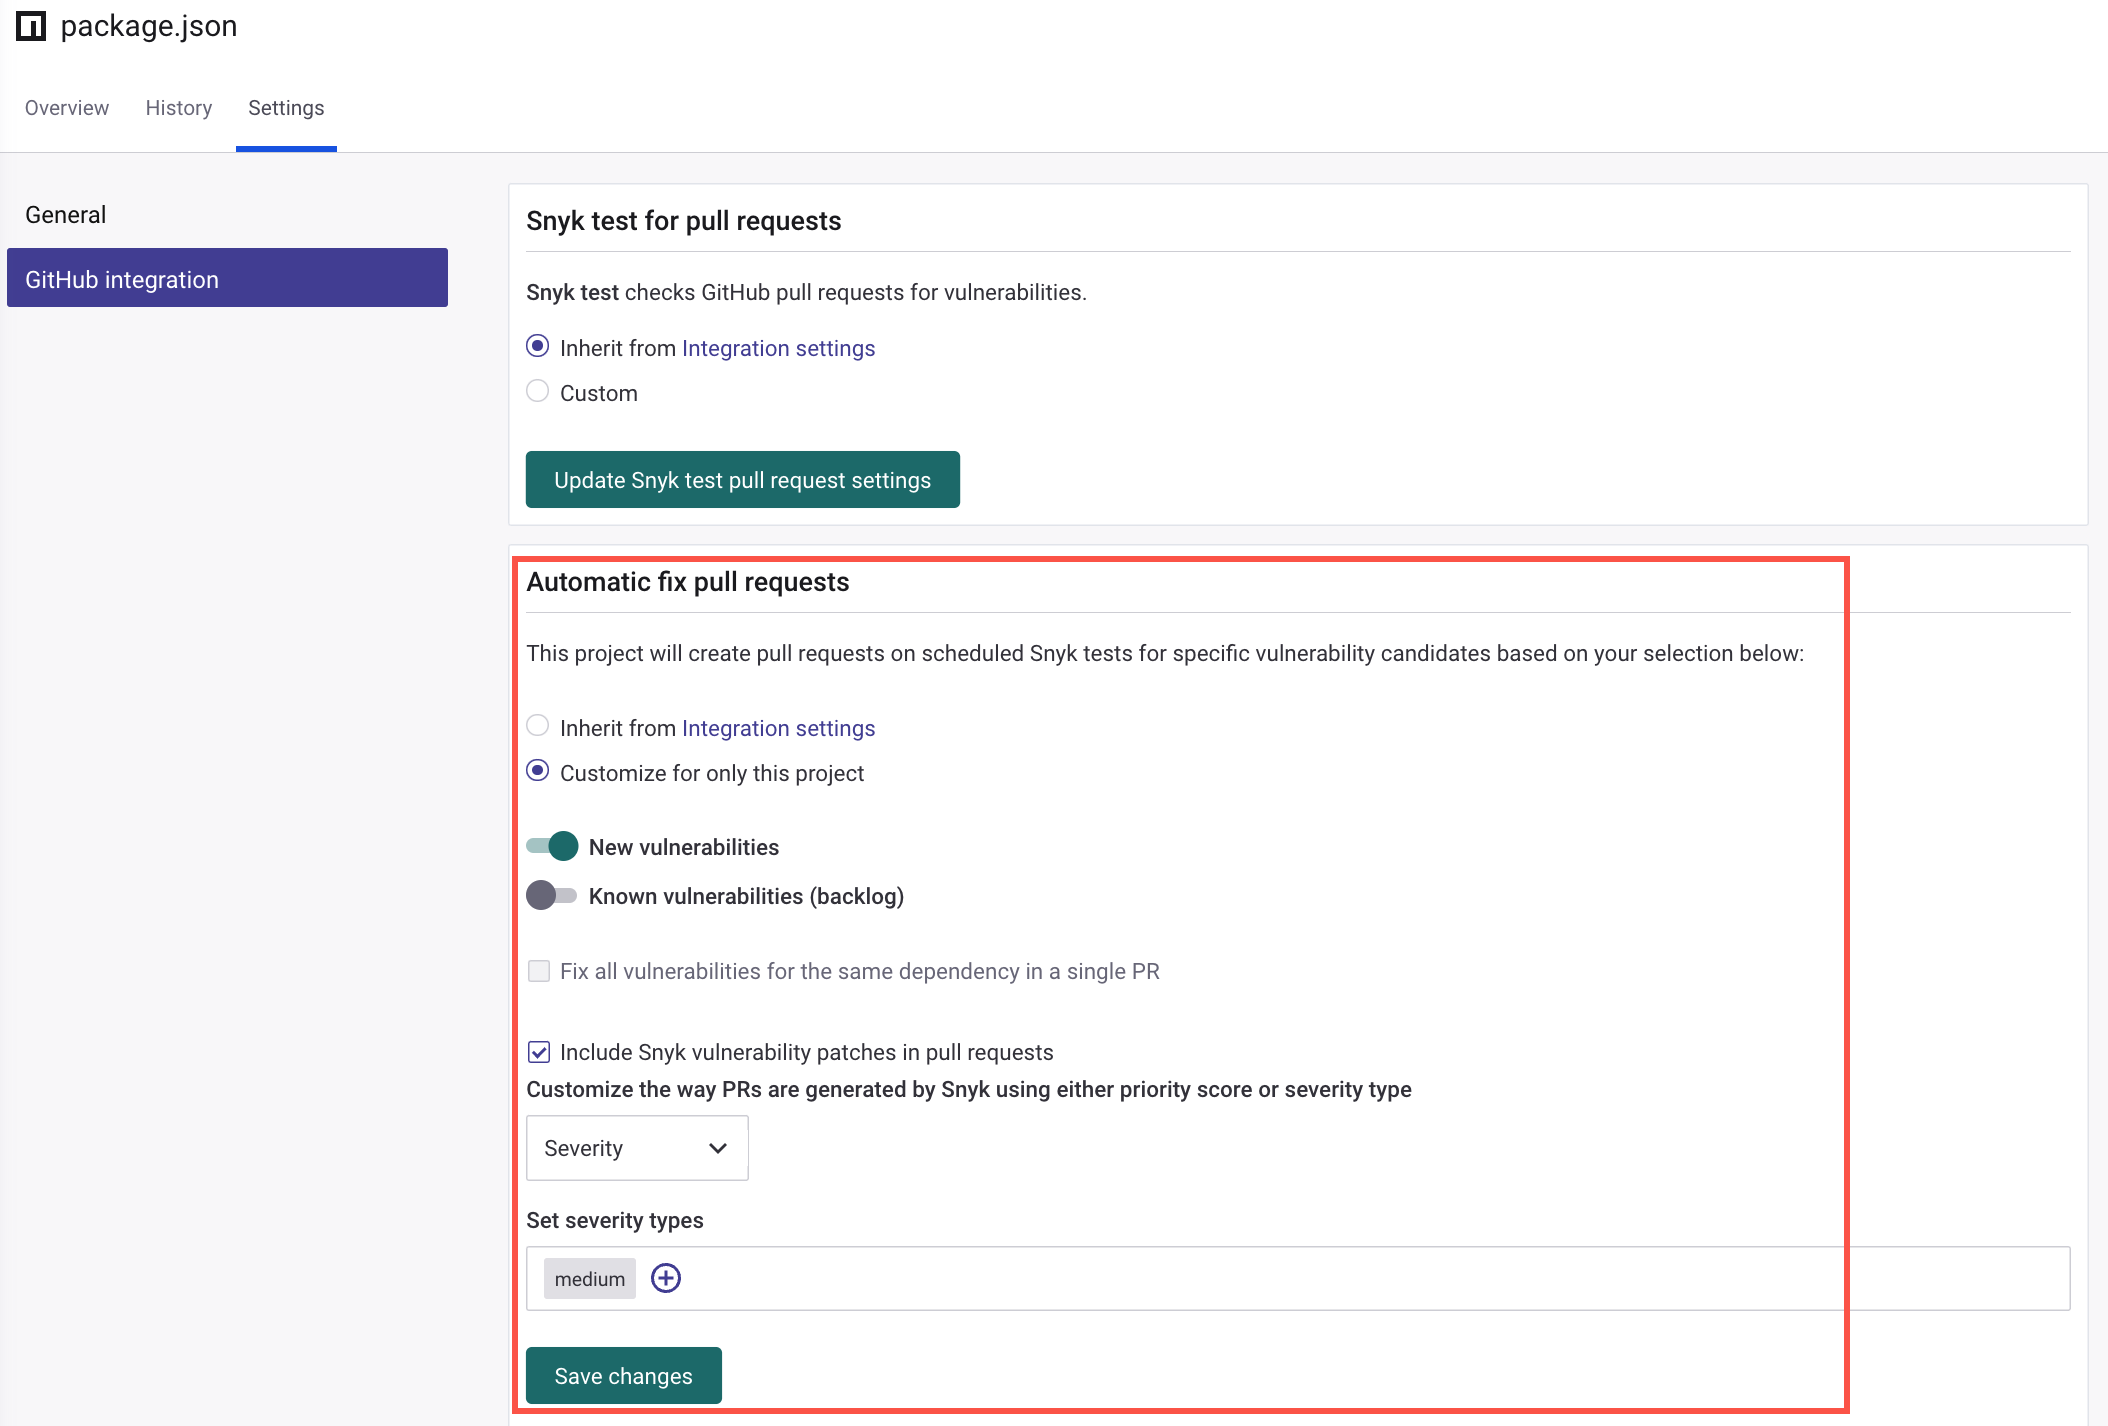 package.json
Overview History Settings
General
GitHub integration
Snyk test for pull requests
Snyk test checks GitHub pull requests for vulnerabilities.
Inherit from Integration settings
Custom
Update Snyk test pull request settings
Automatic fix pull requests
This project will create pull requests on scheduled Snyk tests for specific vulnerability candidates based on your selection below:
Inherit from Integration settings
Customize for only this project
New vulnerabilities
Known vulnerabilities (backlog)
Fix all vulnerabilities for the same dependency in a single PR
Include Snyk vulnerability patches in pull requests
Customize the way PRs are generated by Snyk using either priority score or severity type
Severity
Set severity types
medium
Save changes